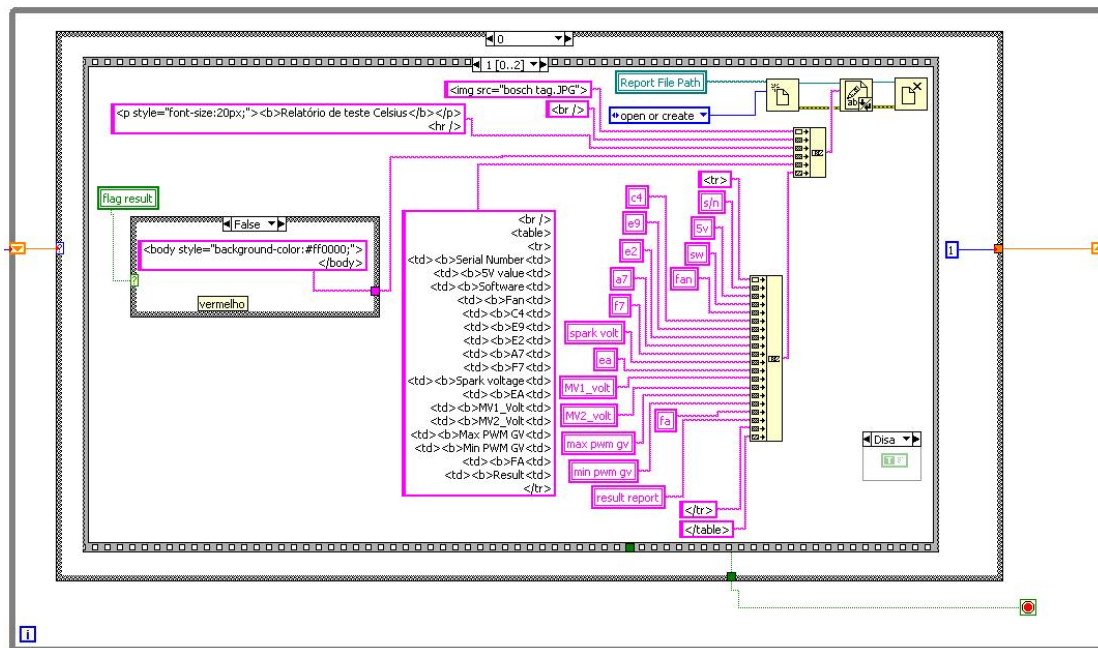 0
1 [0..2]
Report File Path
<img src="bosch tag.JPG">
<br />
open or create
<p style="font-size:20px;"><b>Relatório de teste Celsius</b></p>
<hr />
flag result
False
<body style="background-color:#ff0000;">
</body>
vermelho
<br />
<table>
<tr>
<td><b>Serial Number<td>
<td><b>5V value<td>
<td><b>Software<td>
<td><b>Fan<td>
<td><b>C4<td>
<td><b>E9<td>
<td><b>E2<td>
<td><b>A7<td>
<td><b>F7<td>
<td><b>Spark voltage<td>
<td><b>EA<td>
<td><b>MV1_Volt<td>
<td><b>MV2_Volt<td>
<td><b>Max PWM GV<td>
<td><b>Min PWM GV<td>
<td><b>FA<td>
<td><b>Result<td>
</tr>
<tr>
s/n
5v
sw
fan
c4
e9
e2
a7
f7
spark volt
ea
MV1_volt
MV2_volt
max pwm gv
min pwm gv
fa
result report
</tr>
</table>
Disa
T
1
i